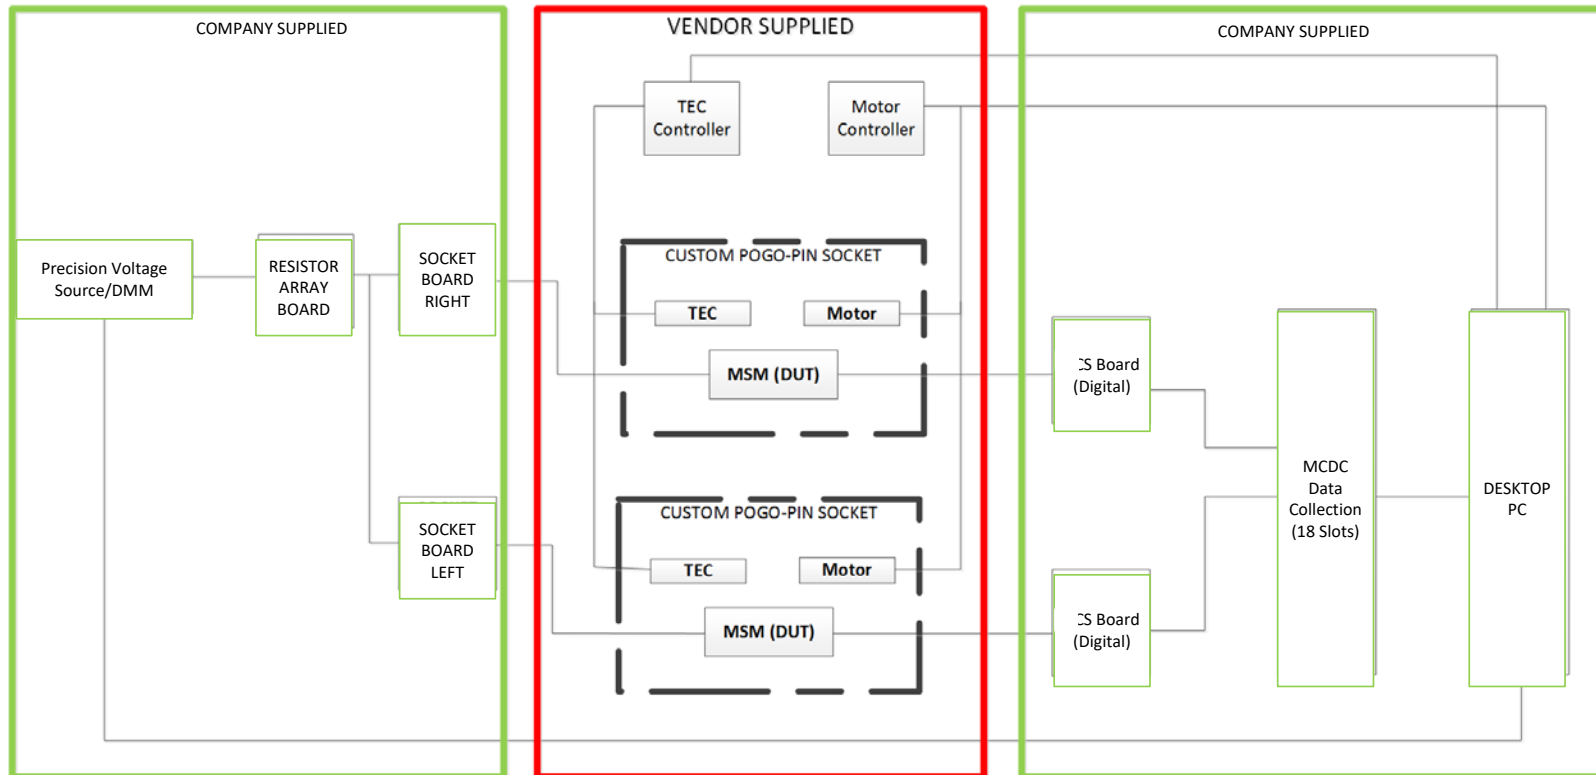 COMPANY SUPPLIED
VENDOR SUPPLIED
COMPANY SUPPLIED
TEC
Controller
Motor
Controller
Precision Voltage
Source/DMM
RESISTOR
ARRAY
BOARD
SOCKET
BOARD
RIGHT
CUSTOM POGO-PIN SOCKET
TEC
Motor
MSM (DUT)
CS Board
(Digital)
SOCKET
BOARD
LEFT
CUSTOM POGO-PIN SOCKET
TEC
Motor
MSM (DUT)
CS Board
(Digital)
MCDC
Data
Collection
(18 Slots)
DESKTOP
PC